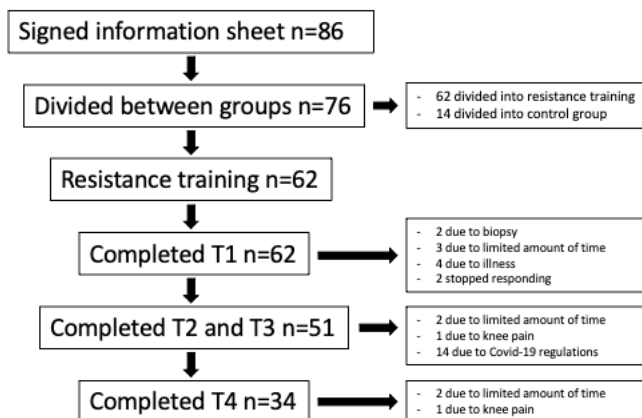 Signed information sheet n=86
Divided between groups n=76
- 62 divided into resistance training
- 14 divided into control group
Resistance training n=62
Completed T1 n=62
- 2 due to biopsy
- 3 due to limited amount of time
- 4 due to illness
- 2 stopped responding
Completed T2 and T3 n=51
- 2 due to limited amount of time
- 1 due to knee pain
- 14 due to Covid-19 regulations
Completed T4 n=34
- 2 due to limited amount of time
- 1 due to knee pain